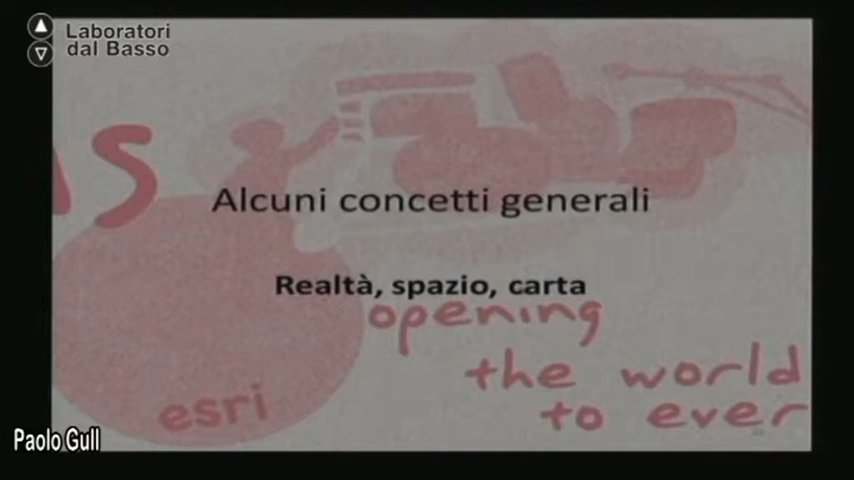 Laboratori
dal Basso
Alcuni concetti generali
Realtà, spazio, carta
opening
the world
to ever
esri
Paolo Gull